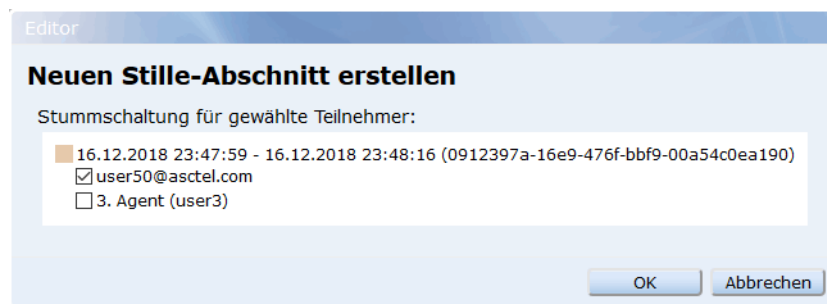 Editor
Neuen Stille-Abschnitt erstellen
Stummschaltung für gewählte Teilnehmer:
16.12.2018 23:47:59 - 16.12.2018 23:48:16 (0912397a-16e9-476f-bbf9-00a54c0ea190)
user50@asctel.com
3. Agent (user3)
OK Abbrechen